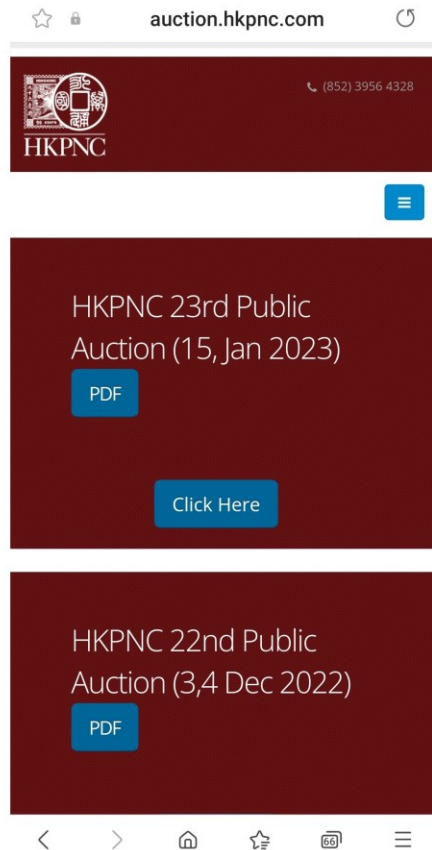 auction.hkpnc.com
HKPNC
(852) 3956 4328
HKPNC 23rd Public
Auction (15, Jan 2023)
PDF
Click Here
HKPNC 22nd Public
Auction (3,4 Dec 2022)
PDF
66